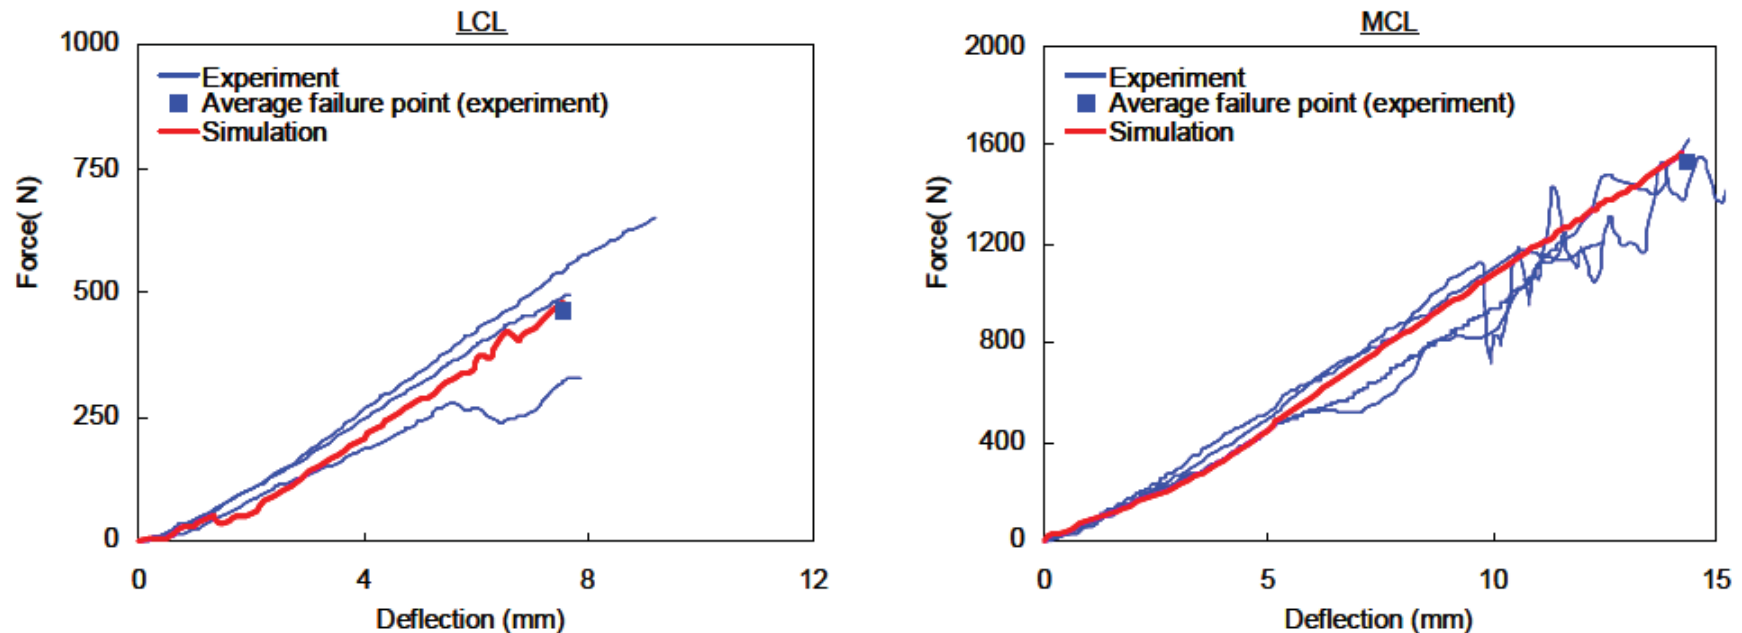 LCL
1000
750
500
250
0
0
4
8
12
Force( N)
Deflection (mm)
Experiment
Average failure point (experiment)
Simulation
MCL
2000
1600
1200
800
400
0
0
5
10
15
Force( N)
Deflection (mm)
Experiment
Average failure point (experiment)
Simulation